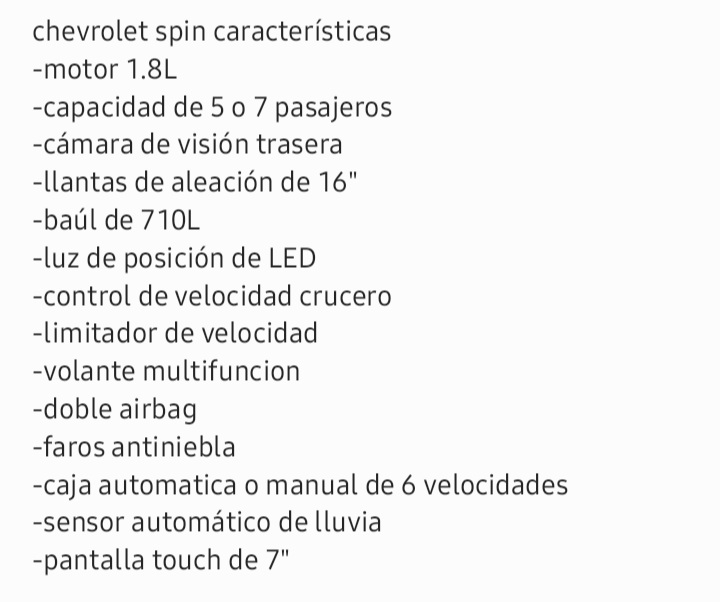 chevrolet spin características
-motor 1.8L
-capacidad de 5 o 7 pasajeros
-cámara de visión trasera
-llantas de aleación de 16"
-baúl de 710L
-luz de posición de LED
-control de velocidad crucero
-limitador de velocidad
-volante multifuncion
-doble airbag
-faros antiniebla
-caja automatica o manual de 6 velocidades
-sensor automático de lluvia
-pantalla touch de 7"